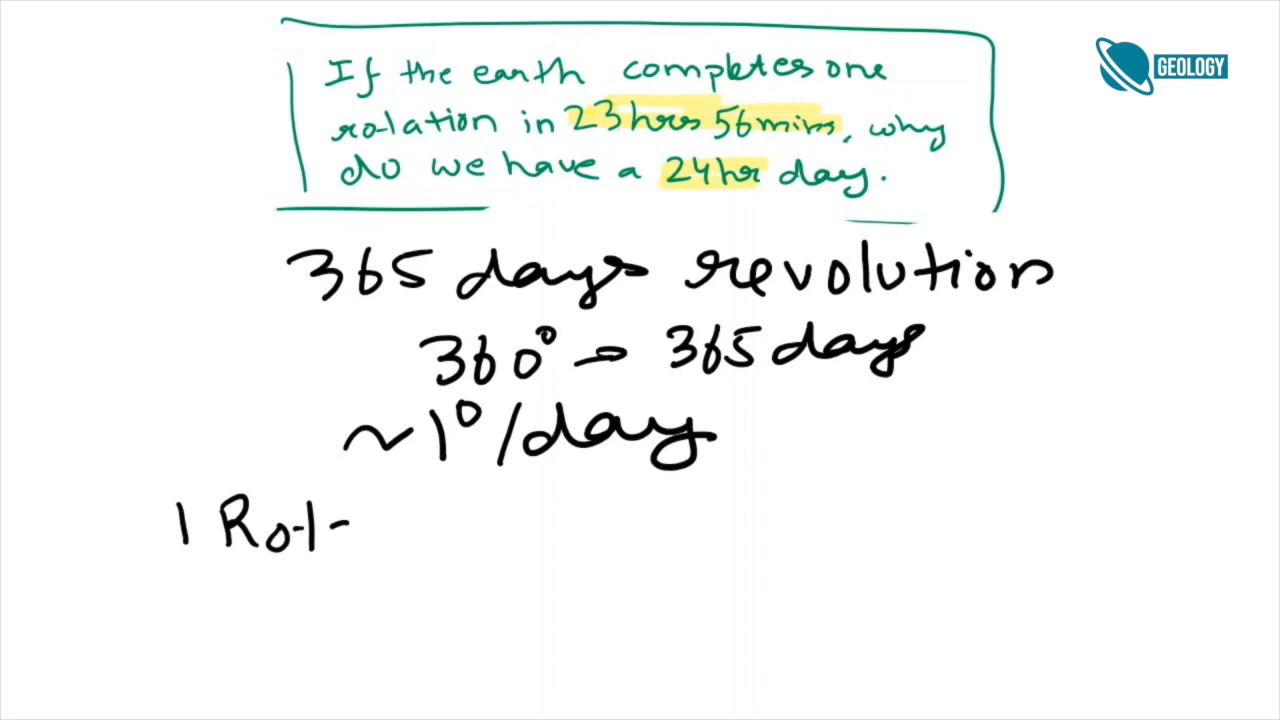 GEOLOGY
If the earth completes one
rotation in 23hrs 56mins, why
do we have a 24hr day.
365 days revolution
360° → 365 days
~1°/day
1 Rot-